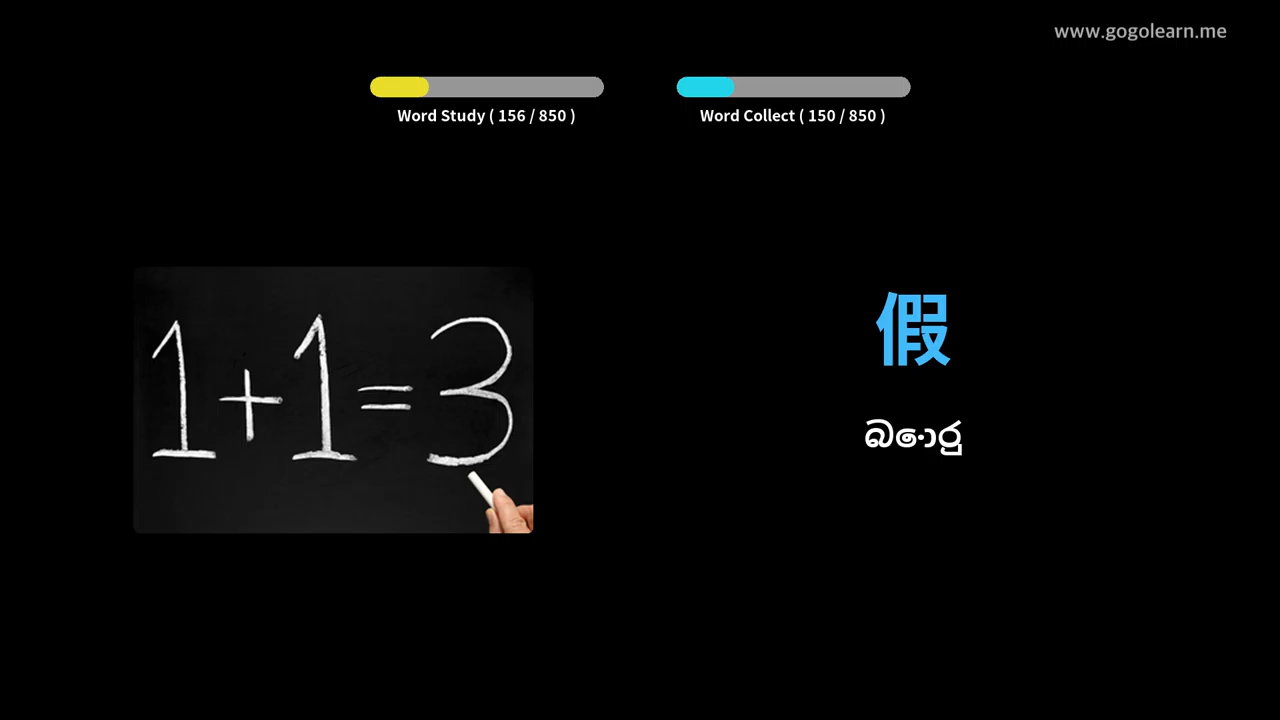 www.gogolearn.me
Word Study ( 156 / 850 )
Word Collect ( 150 / 850 )
1+1=3
假
බොරු